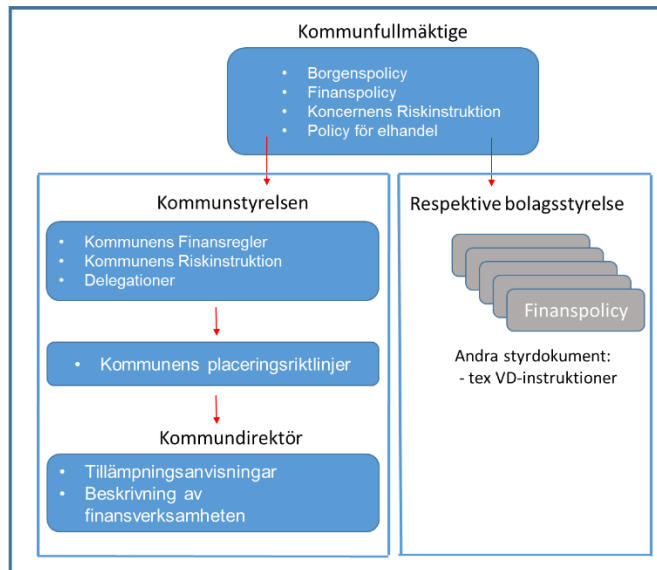 Kommunfullmäktige
• Borgenspolicy
• Finanspolicy
• Koncernens Riskinstruktion
• Policy för elhandel
Kommunstyrelsen
• Kommunens Finansregler
• Kommunens Riskinstruktion
• Delegationer
• Kommunens placeringsriktlinjer
Kommundirektör
• Tillämpningsanvisningar
• Beskrivning av
finansverksamheten
Respektive bolagsstyrelse
Finanspolicy
Andra styrdokument:
- tex VD-instruktioner